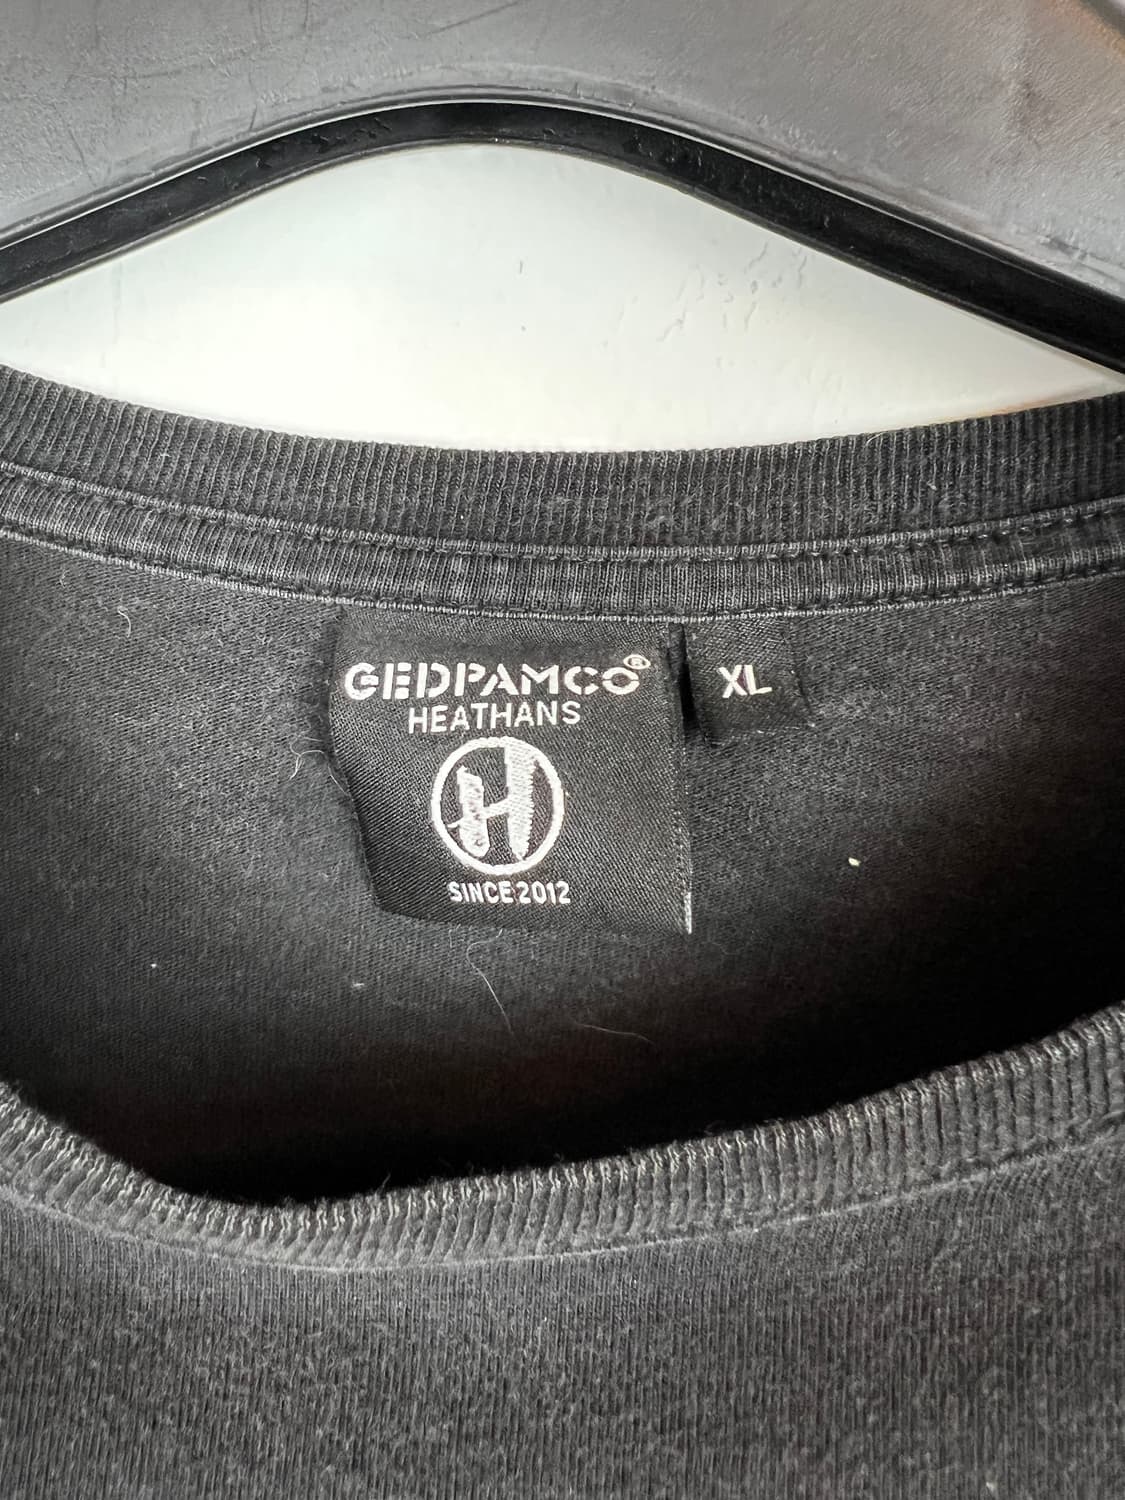 GEDPAMCO®
HEATHANS
H
SINCE 2012
XL